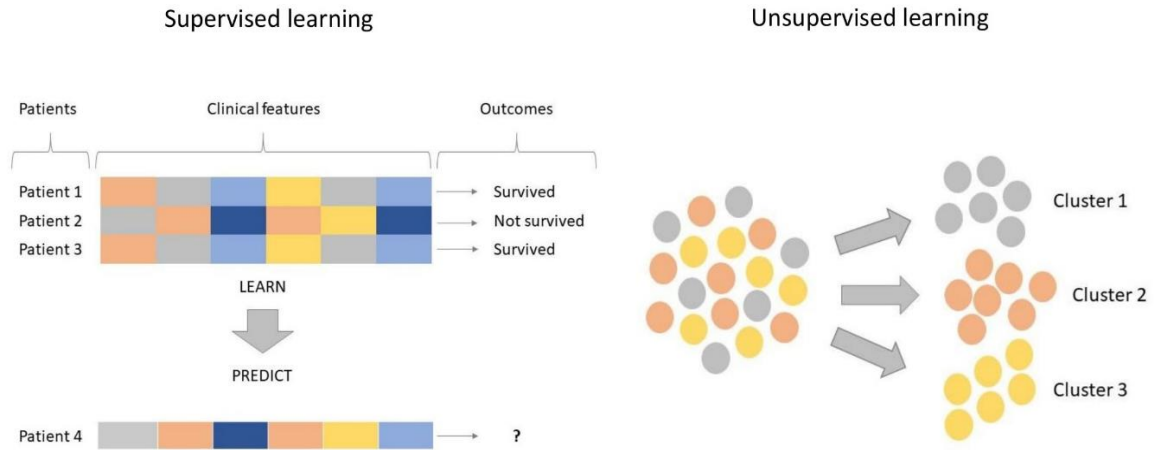 Supervised learning
Patients
Clinical features
Outcomes
Patient 1
Survived
Patient 2
Not survived
Patient 3
Survived
LEARN
PREDICT
Patient 4
?
Unsupervised learning
Cluster 1
Cluster 2
Cluster 3